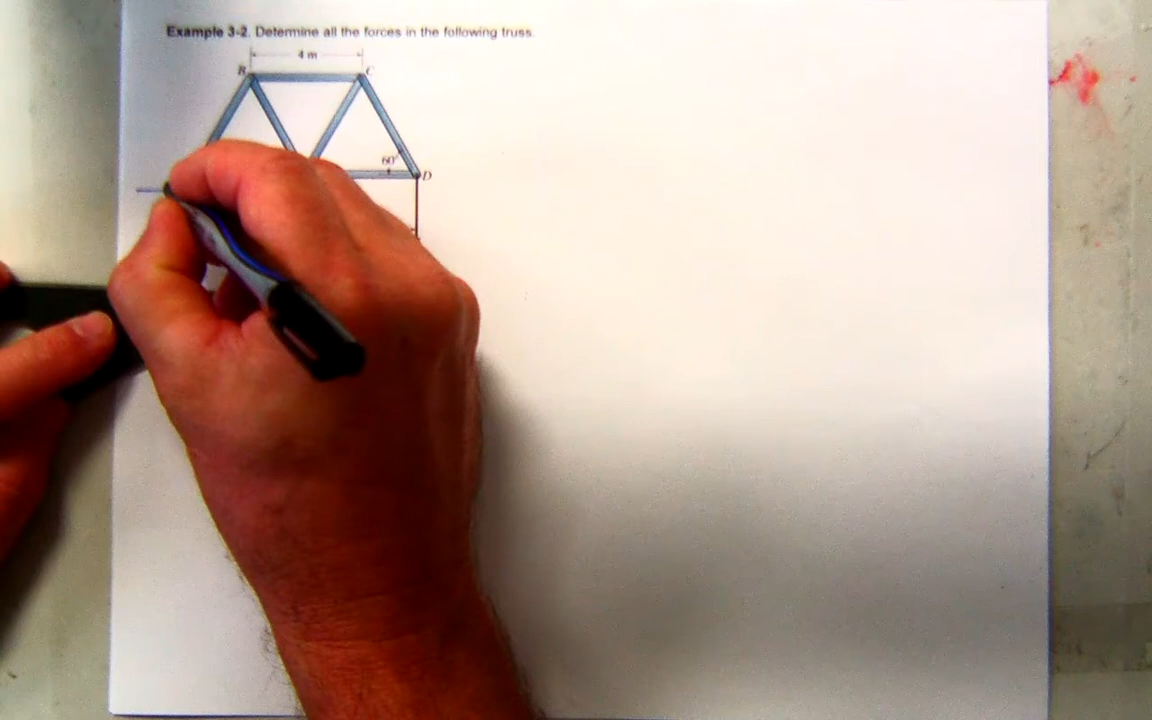 Example 3-2. Determine all the forces in the following truss.
4 m
B C
60°
D